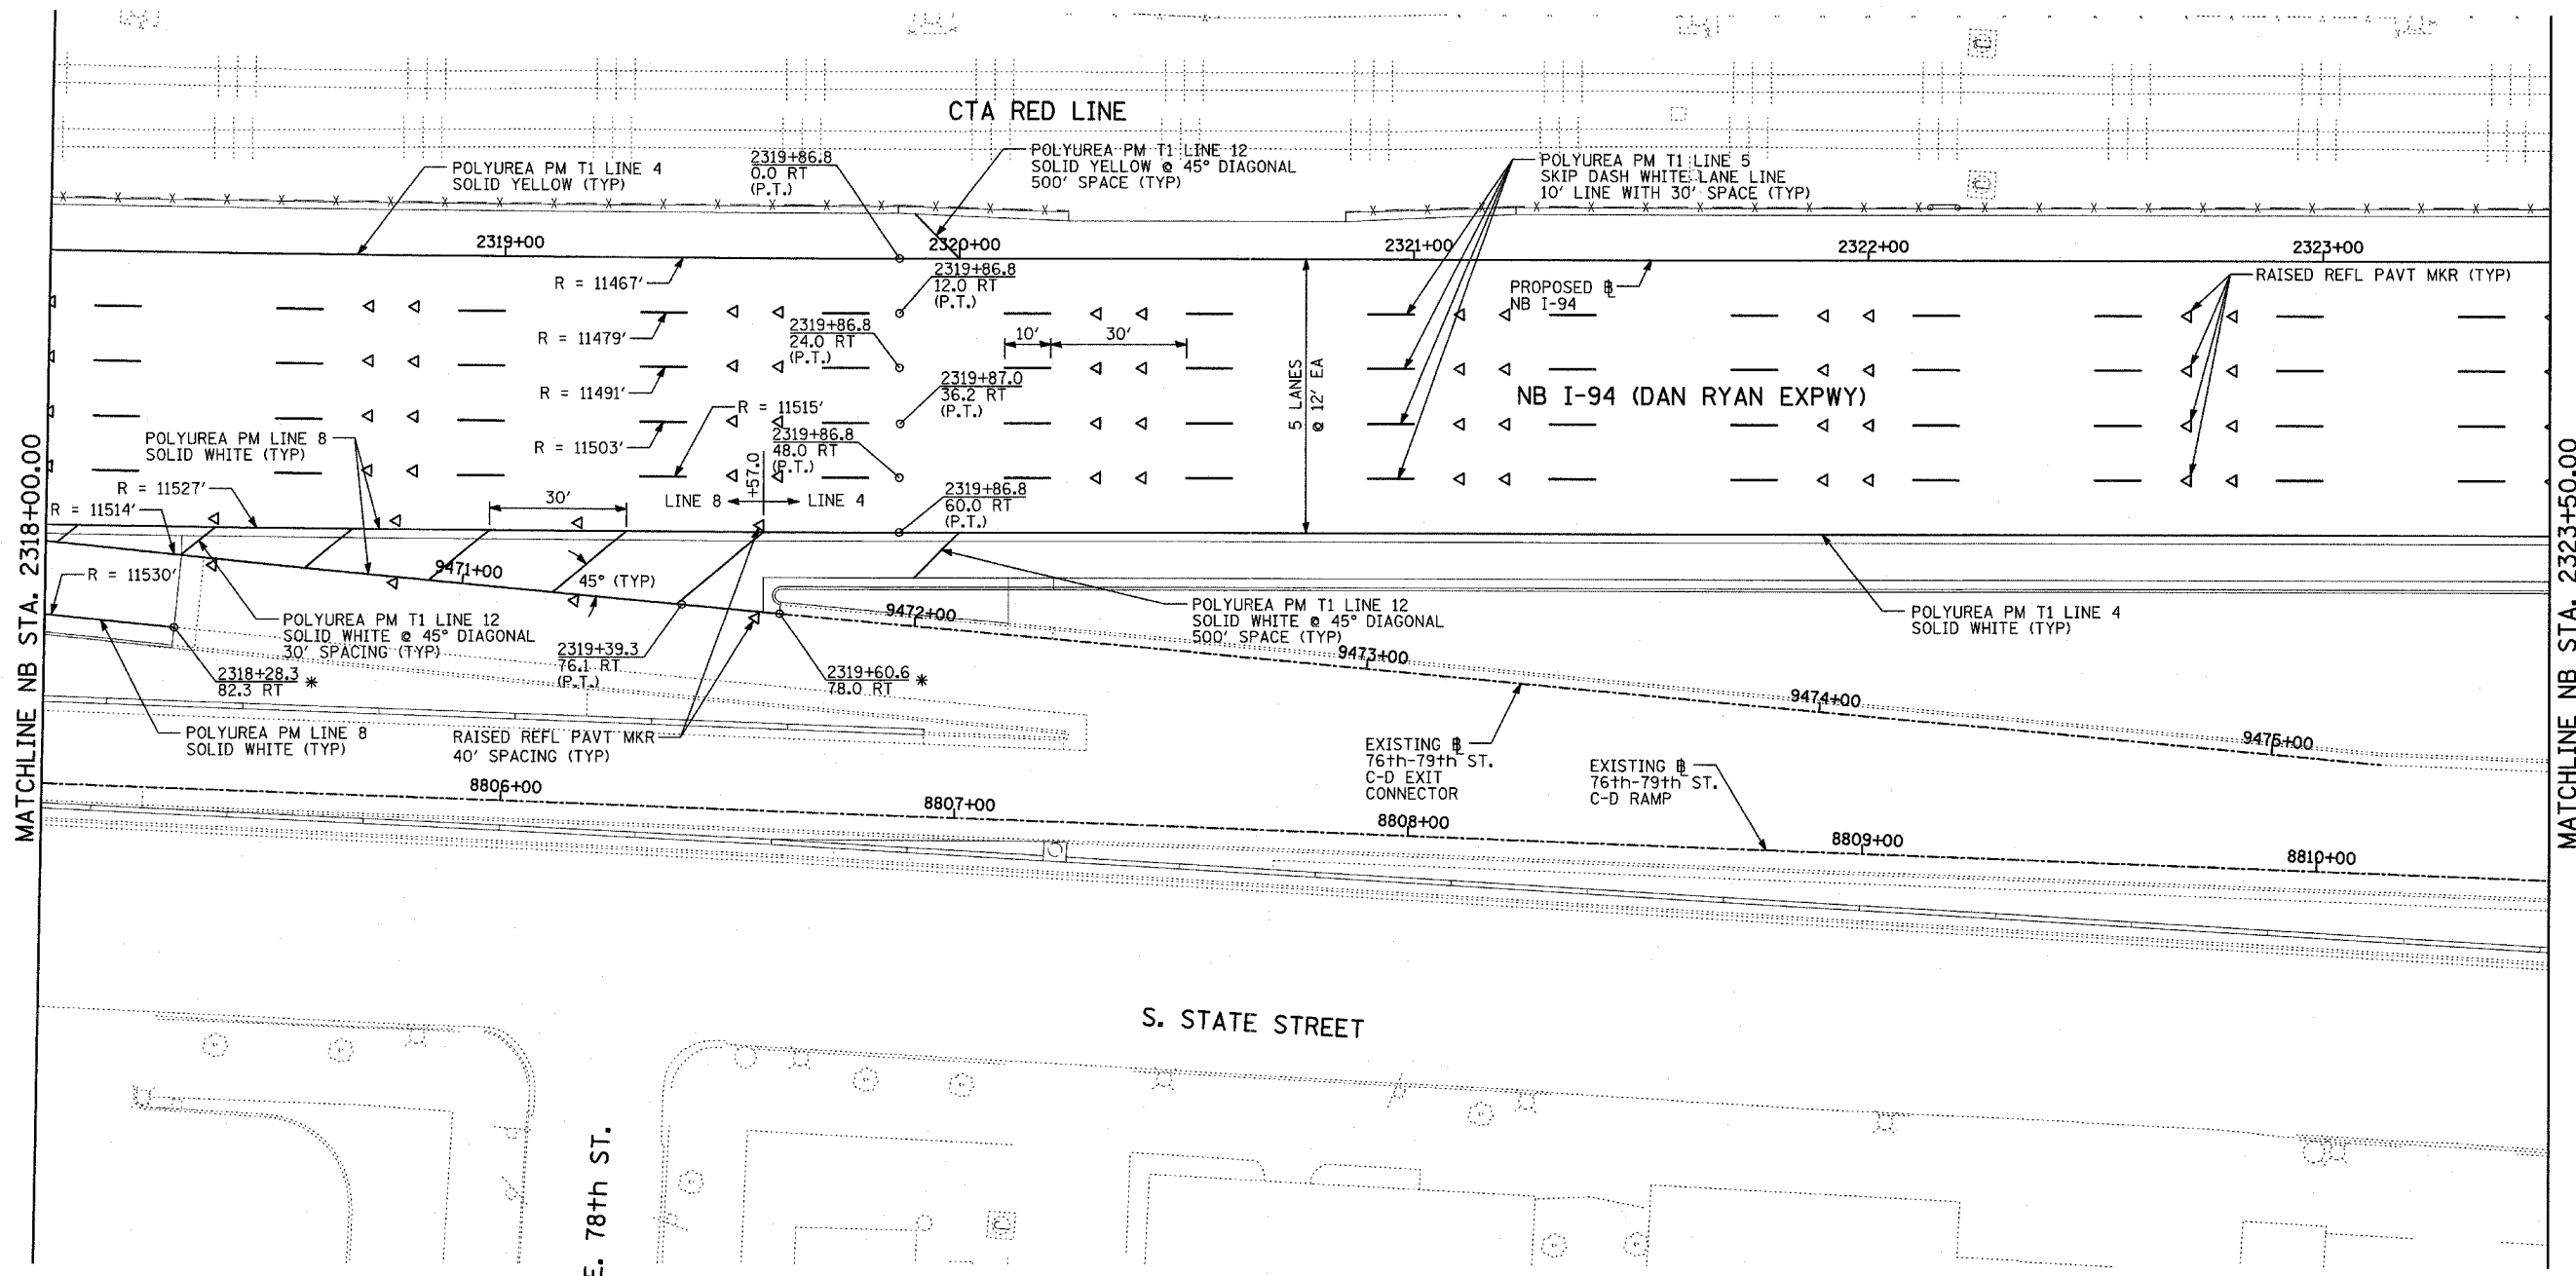 CTA RED LINE
POLYUREA PM T1 LINE 4
SOLID YELLOW (TYP)
2319+86.8
0.0 RT
(P.T.)
POLYUREA PM T1 LINE 12
SOLID YELLOW @ 45° DIAGONAL
500' SPACE (TYP)
POLYUREA PM T1 LINE 5
SKIP DASH WHITE LANE LINE
10' LINE WITH 30' SPACE (TYP)
2319+00
2320+00
2321+00
2322+00
2323+00
R = 11467'
2319+86.8
12.0 RT
(P.T.)
PROPOSED B
NB I-94
RAISED REFL PAVT MKR (TYP)
R = 11479'
2319+86.8
24.0 RT
(P.T.)
10'
30'
R = 11491'
2319+87.0
36.2 RT
(P.T.)
5 LANES
@ 12' EA
NB I-94 (DAN RYAN EXPWY)
R = 11515'
R = 11503'
2319+86.8
48.0 RT
(P.T.)
POLYUREA PM LINE 8
SOLID WHITE (TYP)
R = 11527'
R = 11514'
30'
LINE 8
+57.0
LINE 4
2319+86.8
60.0 RT
(P.T.)
MATCHLINE NB STA. 2318+00.00
MATCHLINE NB STA. 2323+50.00
R = 11530'
9471+00
45° (TYP)
9472+00
9473+00
9474+00
9475+00
POLYUREA PM T1 LINE 12
SOLID WHITE @ 45° DIAGONAL
30' SPACING (TYP)
2318+28.3 *
82.3 RT
2319+39.3
76.1 RT
(P.T.)
2319+60.6 *
78.0 RT
POLYUREA PM T1 LINE 12
SOLID WHITE @ 45° DIAGONAL
500' SPACE (TYP)
POLYUREA PM T1 LINE 4
SOLID WHITE (TYP)
POLYUREA PM LINE 8
SOLID WHITE (TYP)
RAISED REFL PAVT MKR
40' SPACING (TYP)
EXISTING B
76th-79th ST.
C-D EXIT
CONNECTOR
EXISTING B
76th-79th ST.
C-D RAMP
8806+00
8807+00
8808+00
8809+00
8810+00
S. STATE STREET
E. 78th ST.